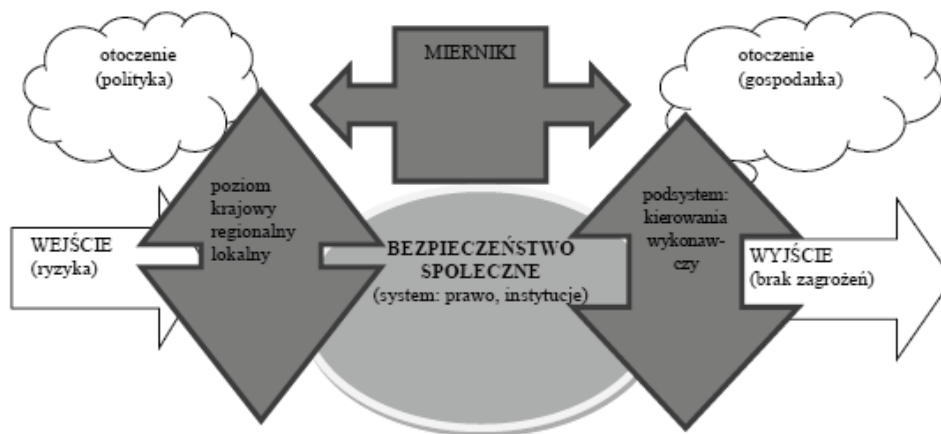 otoczenie
(polityka)
MIERNIKI
otoczenie
(gospodarka)
poziom
krajowy
regionalny
lokalny
podsystem:
kierowania
wykonaw-
czy
WEJŚCIE
(ryzyka)
BEZPIECZEŃSTWO
SPOŁECZNE
(system: prawo, instytucje)
WYJŚCIE
(brak zagrożeń)